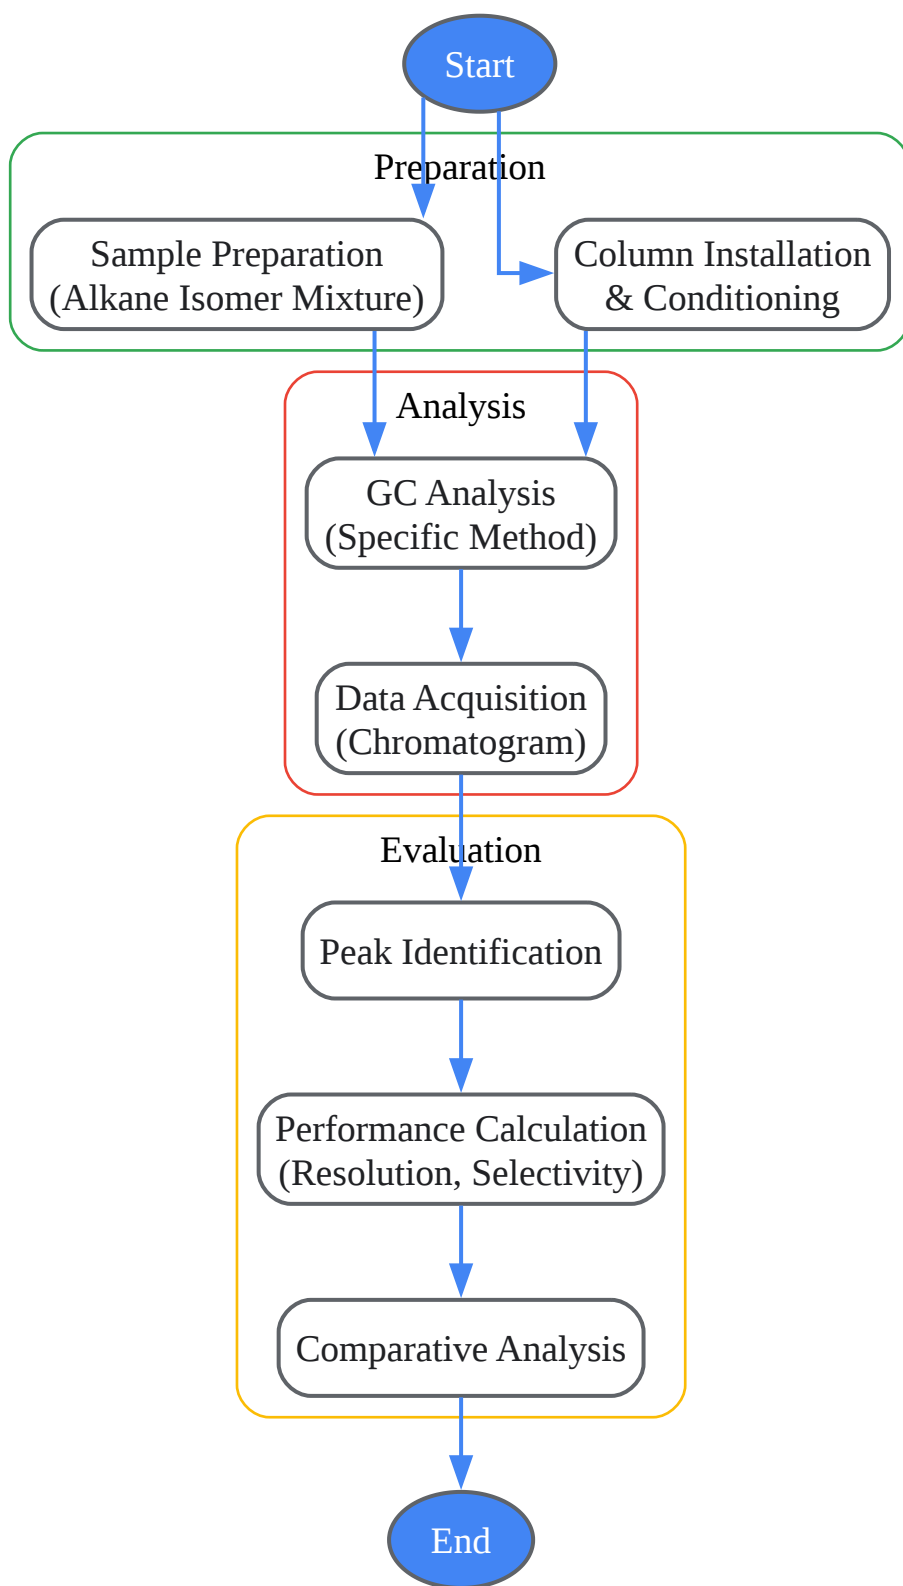 Start
Preparation
Sample Preparation
(Alkane Isomer Mixture)
Column Installation
& Conditioning
Analysis
GC Analysis
(Specific Method)
Data Acquisition
(Chromatogram)
Evaluation
Peak Identification
Performance Calculation
(Resolution, Selectivity)
Comparative Analysis
End